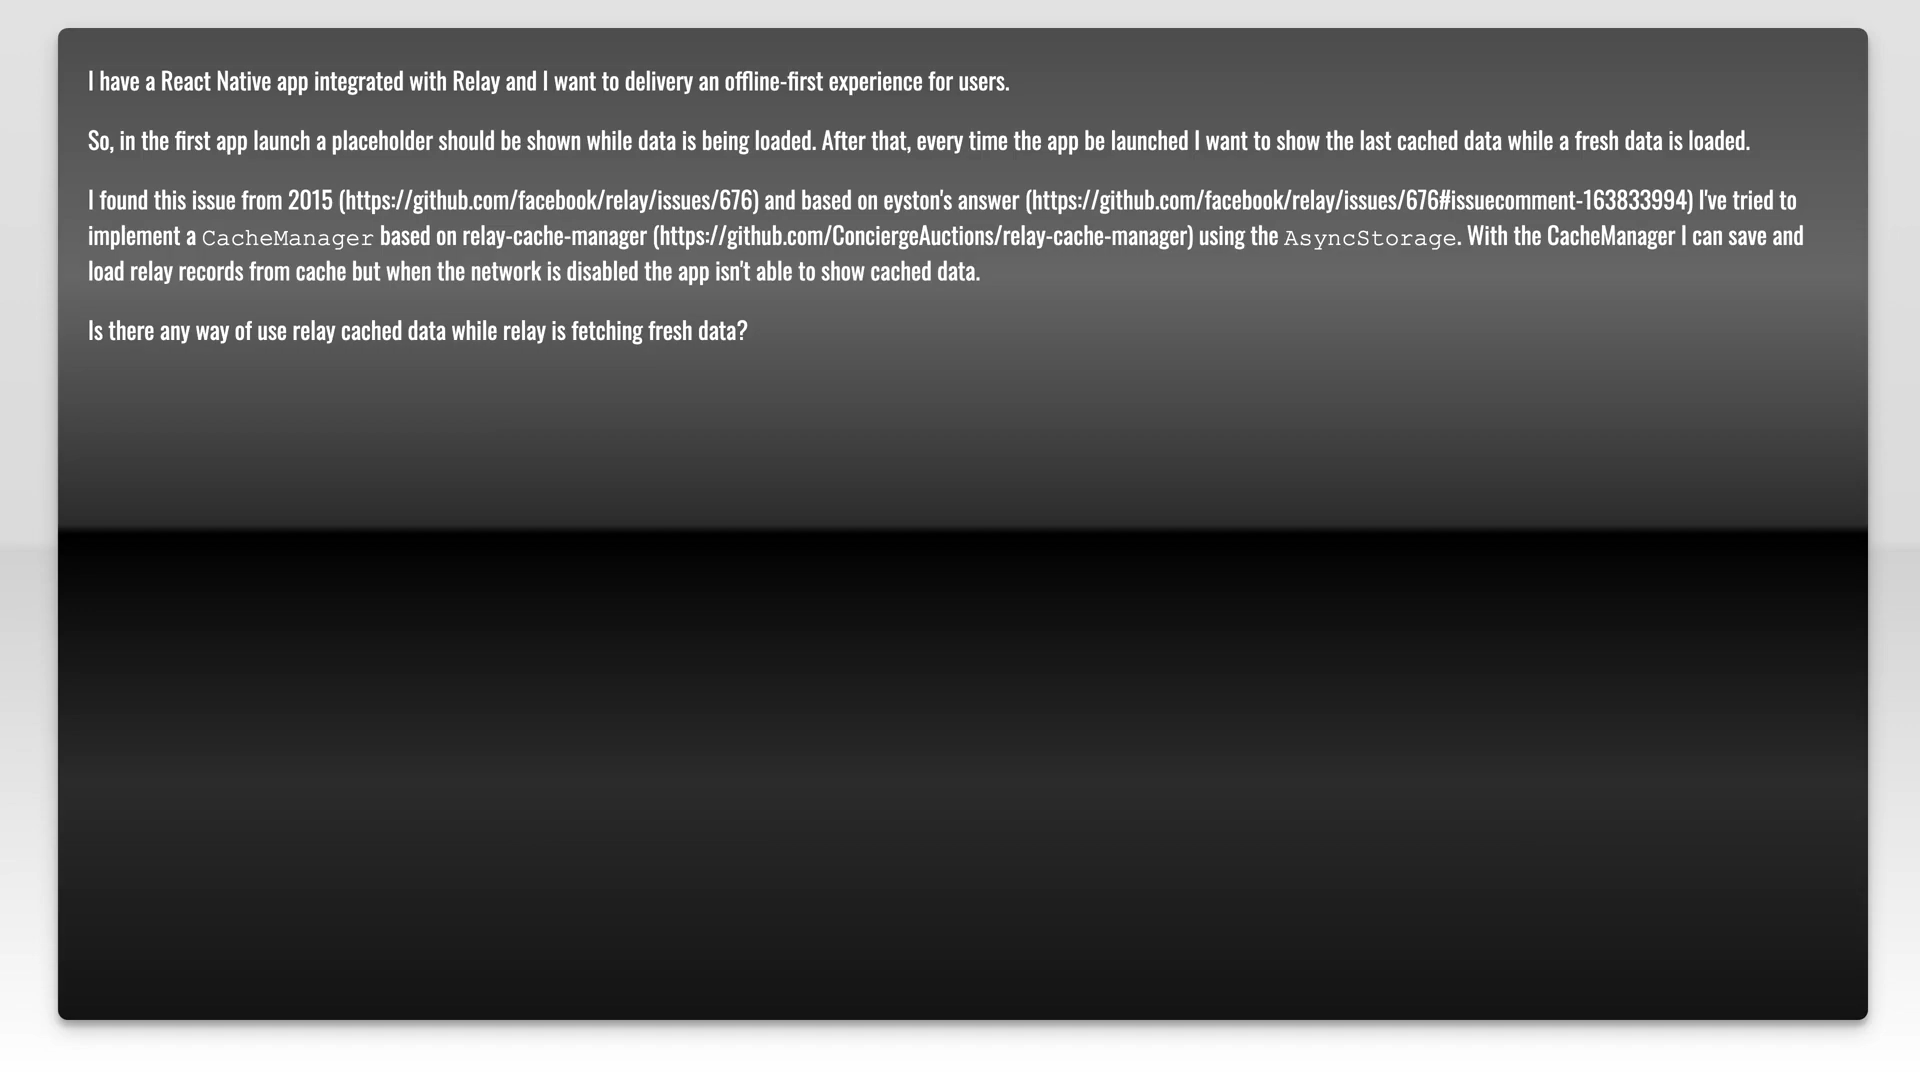 I have a React Native app integrated with Relay and I want to delivery an offline-first experience for users.
So, in the first app launch a placeholder should be shown while data is being loaded. After that, every time the app be launched I want to show the last cached data while a fresh data is loaded.
I found this issue from 2015 (https://github.com/facebook/relay/issues/676) and based on eyston's answer (https://github.com/facebook/relay/issues/676#issuecomment-163833994) I've tried to
implement a CacheManager based on relay-cache-manager (https://github.com/ConciergeAuctions/relay-cache-manager) using the AsyncStorage. With the CacheManager I can save and
load relay records from cache but when the network is disabled the app isn't able to show cached data.
Is there any way of use relay cached data while relay is fetching fresh data?